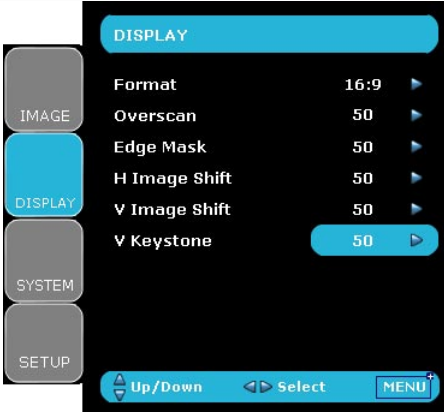 DISPLAY
Format 16:9
IMAGE
Overscan 50
Edge Mask 50
H Image Shift 50
DISPLAY
V Image Shift 50
V Keystone 50
SYSTEM
SETUP
Up/Down Select MENU